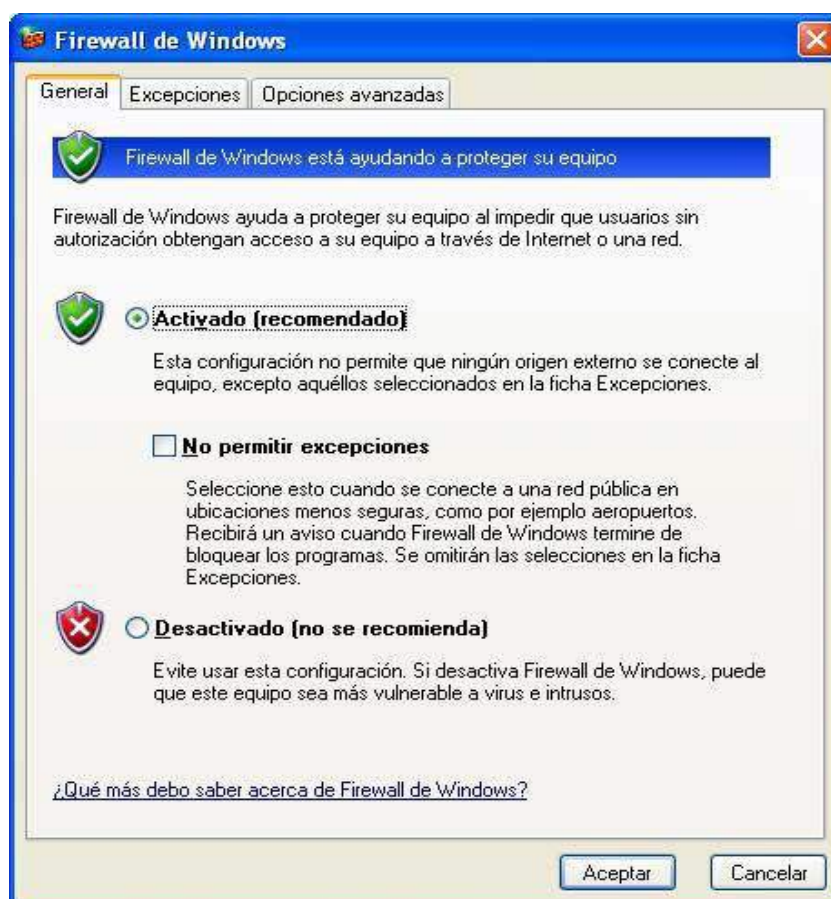 Firewall de Windows
General Excepciones Opciones avanzadas
Firewall de Windows está ayudando a proteger su equipo
Firewall de Windows ayuda a proteger su equipo al impedir que usuarios sin
autorización obtengan acceso a su equipo a través de Internet o una red.
Activado (recomendado)
Esta configuración no permite que ningún origen externo se conecte al
equipo, excepto aquéllos seleccionados en la ficha Excepciones.
No permitir excepciones
Seleccione esto cuando se conecte a una red pública en
ubicaciones menos seguras, como por ejemplo aeropuertos.
Recibirá un aviso cuando Firewall de Windows termine de
bloquear los programas. Se omitirán las selecciones en la ficha
Excepciones.
Desactivado (no se recomienda)
Evite usar esta configuración. Si desactiva Firewall de Windows, puede
que este equipo sea más vulnerable a virus e intrusos.
¿Qué más debo saber acerca de Firewall de Windows?
Aceptar Cancelar